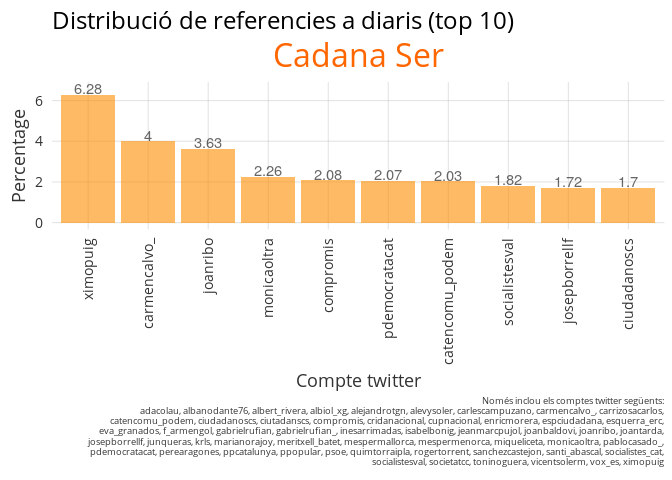 Distribució de referencies a diaris (top 10)
Cadana Ser
Percentage
6
4
2
0
6.28
4
3.63
2.26
2.08
2.07
2.03
1.82
1.72
1.7
ximopuig
carmencalvo_
joanribo
monicaoltra
compromis
pdemocratacat
catencomu_podem
socialistesval
josepborrellf
ciudadanoscs
Compte twitter
Només inclou els comptes twitter següents:
adacolau, albanodante76, albert_rivera, albiol_xg, alejandrotgn, alevysoler, carlescampuzano, carmencalvo_, carrizosacarlos,
catencomu_podem, ciudadanoscs, ciutadanscs, compromis, cridanacional, cupnacional, enricmorera, espciudadana, esquerra_erc,
eva_granados, f_armengol, gabrielrufian, gabrielrufian_, inesarrimadas, isabelbonig, jeanmarcpujol, joanbaldovi, joanribo, joantarda,
josepborrellf, junqueras, krls, marianorajoy, meritxell_batet, mespermallorca, mespermenorca, miqueliceta, monicaoltra, pablocasado_,
pdemocratacat, perearagones, ppcatalunya, ppopular, psoe, quimtorraipla, rogertorrent, sanchezcastejon, santi_abascal, socialistes_cat,
socialistesval, societatcc, toninoguera, vicentsolerm, vox_es, ximopuig